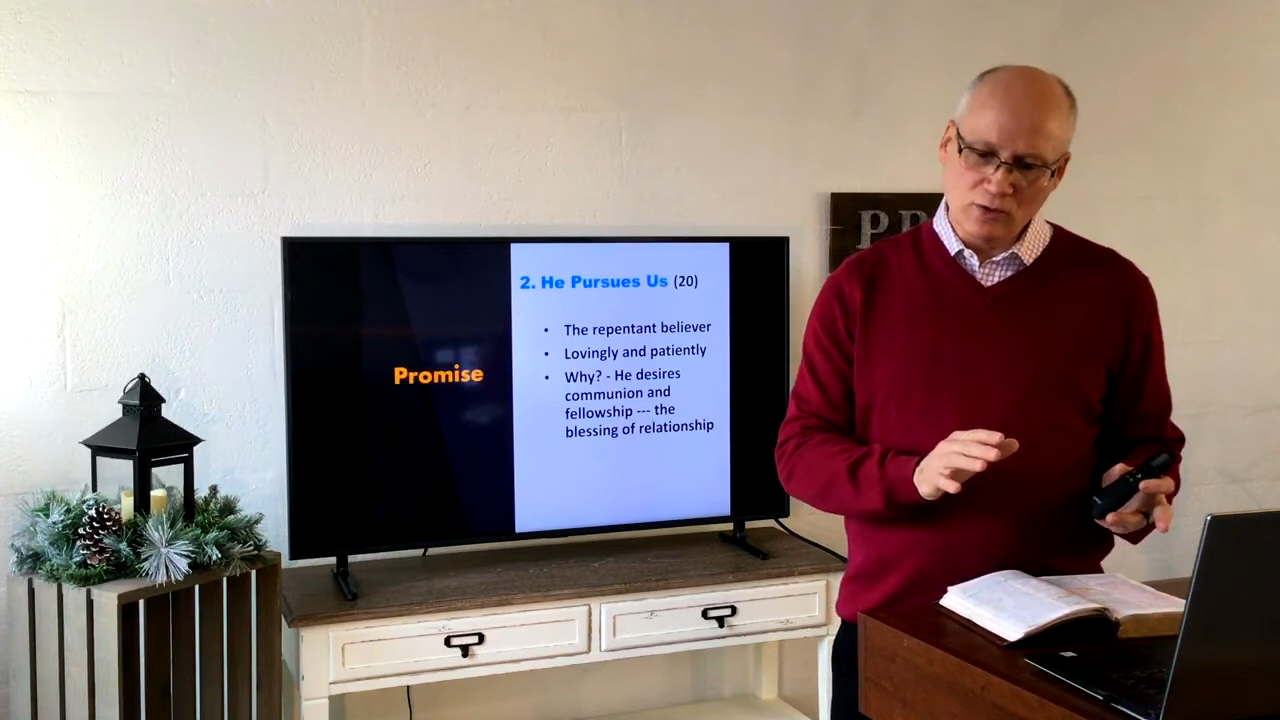 Promise
2. He Pursues Us (20)
• The repentant believer
• Lovingly and patiently
• Why? - He desires
communion and
fellowship --- the
blessing of relationship